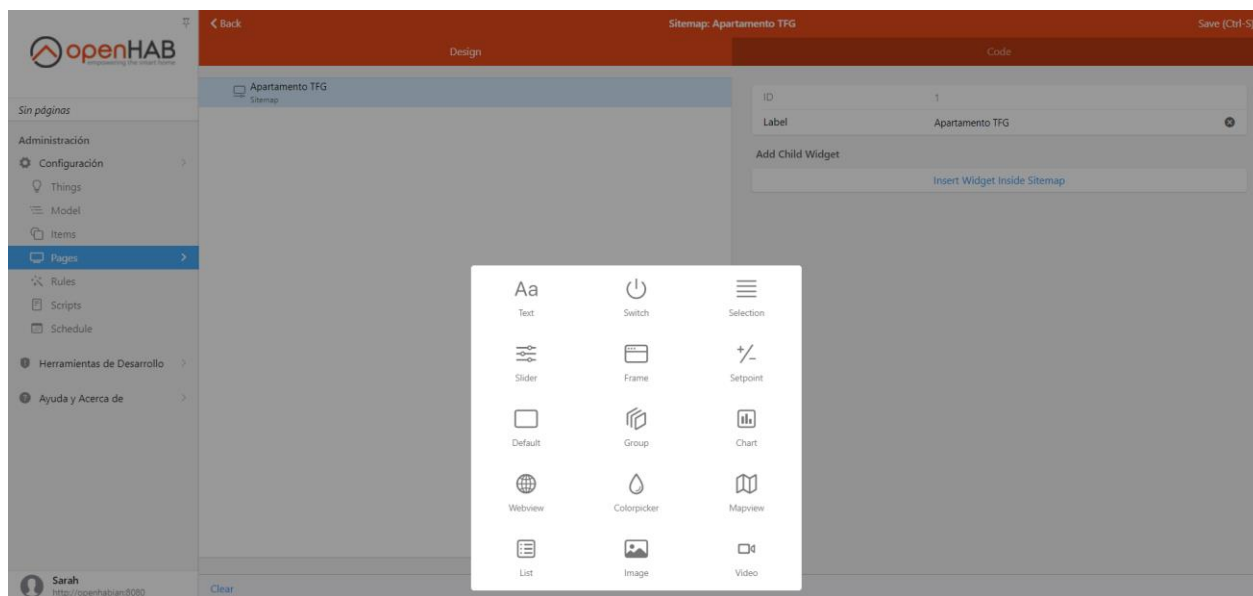 openHAB
empowering the smart home
Sin páginas
Administración
Configuración
Things
Model
Items
Pages
Rules
Scripts
Schedule
Herramientas de Desarrollo
Ayuda y Acerca de
Sarah
http://openhabian:8080
Back
Sitemap: Apartamento TFG
Save (Ctrl-S)
Design
Code
Apartamento TFG
Sitemap
ID 1
Label Apartamento TFG
Add Child Widget
Insert Widget Inside Sitemap
Aa
Text Switch Selection
Slider Frame Setpoint
Default Group Chart
Webview Colorpicker Mapview
List Image Video
Clear